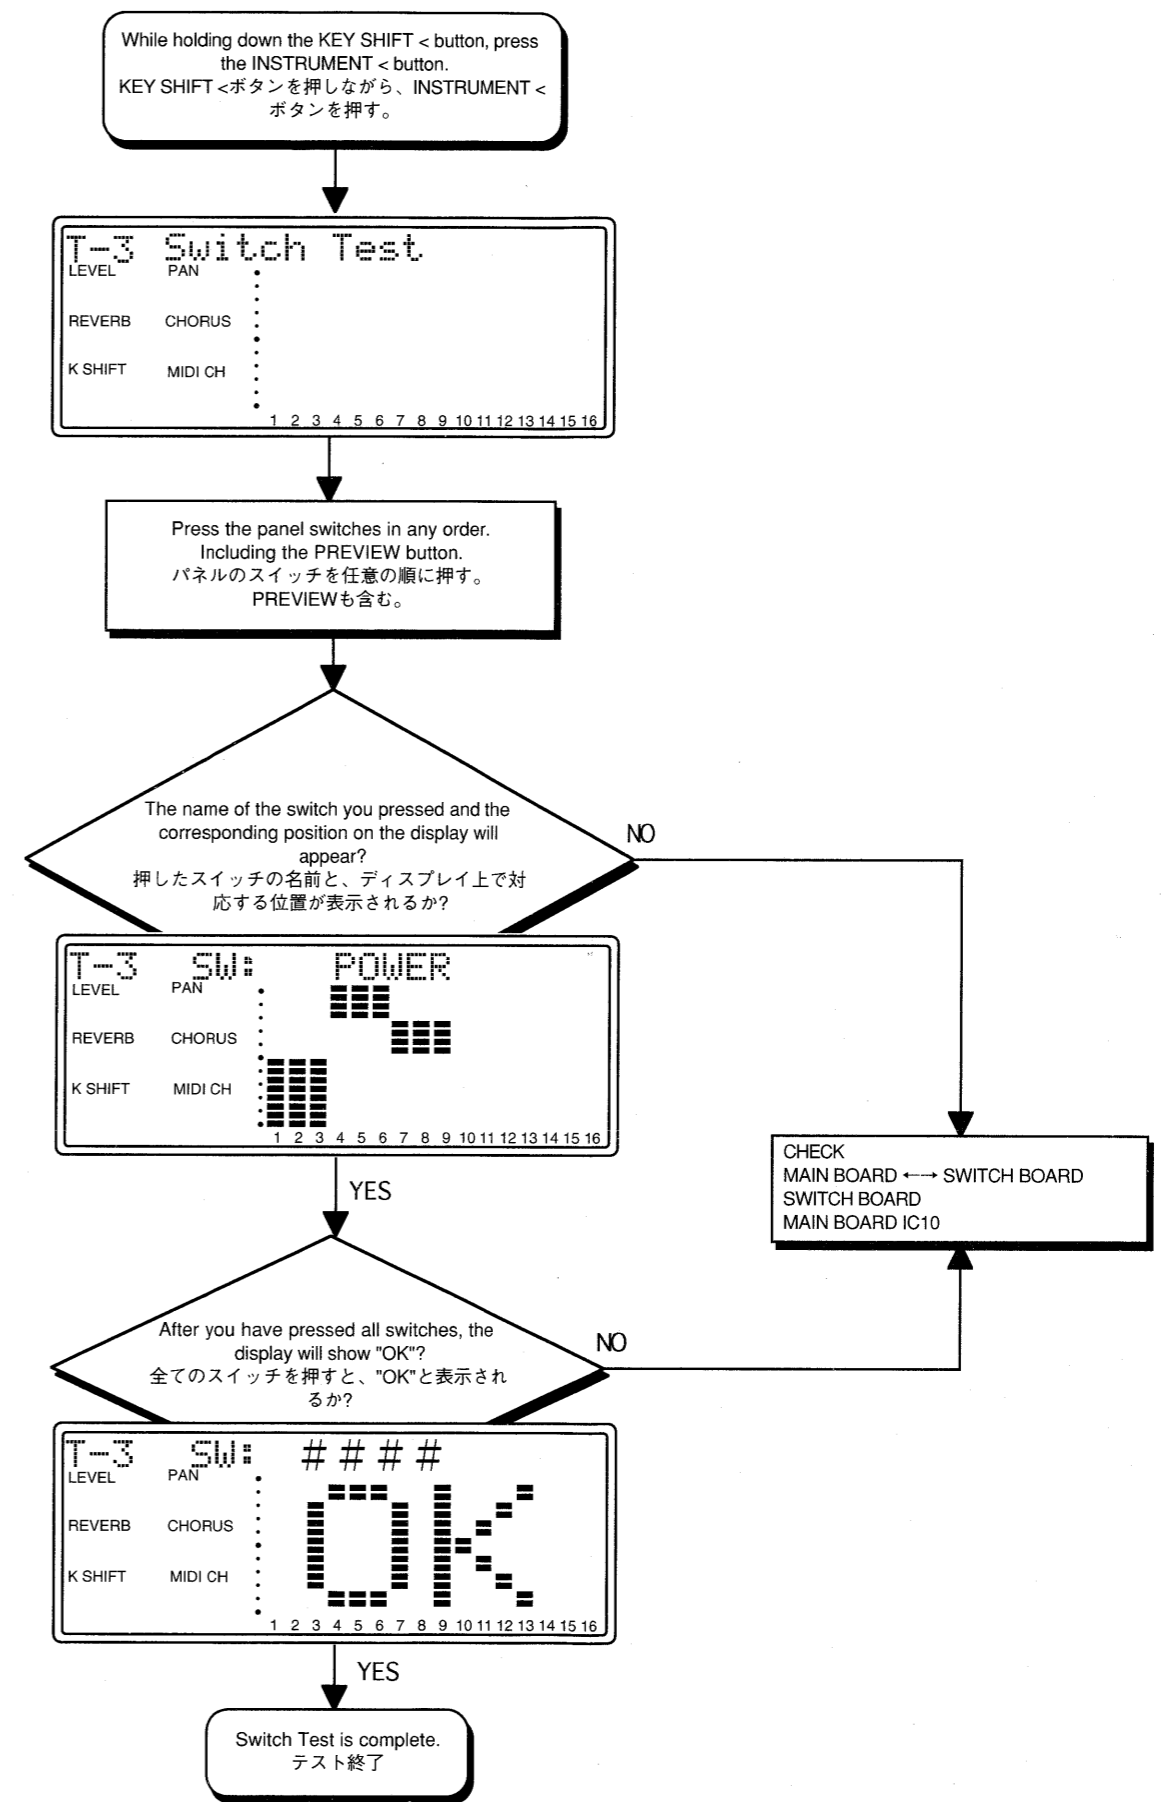 While holding down the KEY SHIFT < button, press
the INSTRUMENT < button.
KEY SHIFT <ボタンを押しながら、INSTRUMENT <
ボタンを押す。
T-3 Switch Test
LEVEL PAN
REVERB CHORUS
K SHIFT MIDI CH
1 2 3 4 5 6 7 8 9 10 11 12 13 14 15 16
Press the panel switches in any order.
Including the PREVIEW button.
パネルのスイッチを任意の順に押す。
PREVIEWも含む。
The name of the switch you pressed and the
corresponding position on the display will
appear?
押したスイッチの名前と、ディスプレイ上で対
応する位置が表示されるか?
NO
T-3 SW: POWER
LEVEL PAN
REVERB CHORUS
K SHIFT MIDI CH
1 2 3 4 5 6 7 8 9 10 11 12 13 14 15 16
YES
CHECK
MAIN BOARD ←→ SWITCH BOARD
SWITCH BOARD
MAIN BOARD IC10
After you have pressed all switches, the
display will show "OK"?
全てのスイッチを押すと、"OK"と表示され
るか?
NO
T-3 SW: ####
LEVEL PAN
REVERB CHORUS
K SHIFT MIDI CH
OK
1 2 3 4 5 6 7 8 9 10 11 12 13 14 15 16
YES
Switch Test is complete.
テスト終了